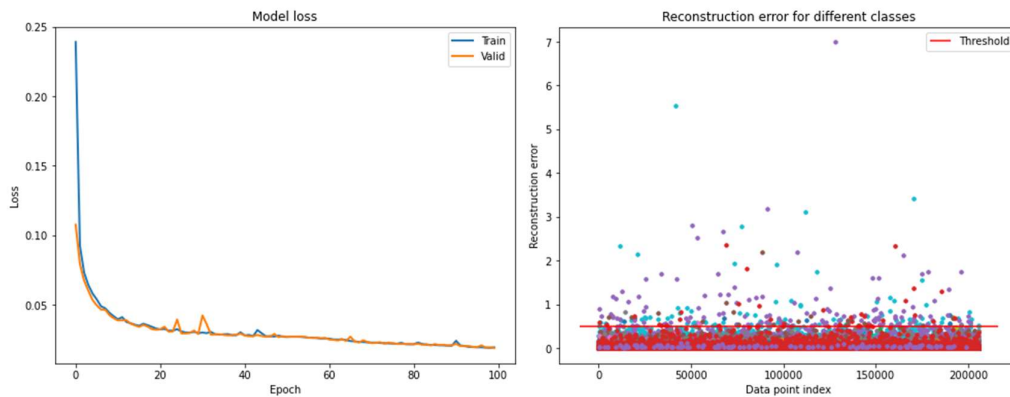 Model loss
0.25
0.20
0.15
0.10
0.05
Loss
0 20 40 60 80 100
Epoch
Train
Valid
Reconstruction error for different classes
7
6
5
4
3
2
1
0
Reconstruction error
0 50000 100000 150000 200000
Data point index
Threshold